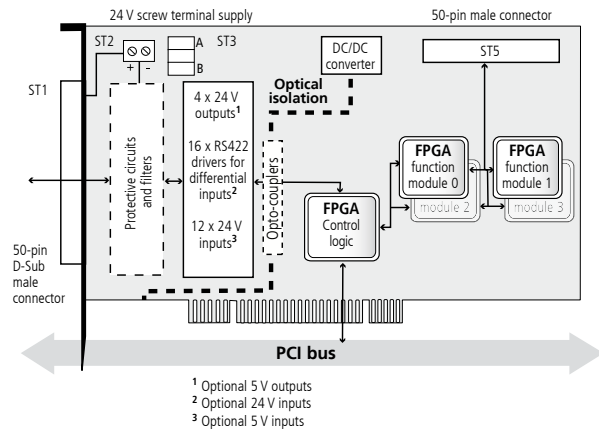 24 V screw terminal supply
50-pin male connector
ST2
A
ST3
B
+ -
DC/DC
converter
ST5
ST1
Optical
isolation
Protective circuits
and filters
4 x 24 V
outputs¹
16 x RS422
drivers for
differential
inputs²
12 x 24 V
inputs³
Opto-couplers
FPGA
Control
logic
FPGA
function
module 0
module 2
FPGA
function
module 1
module 3
50-pin
D-Sub
male
connector
PCI bus
¹ Optional 5 V outputs
² Optional 24 V inputs
³ Optional 5 V inputs